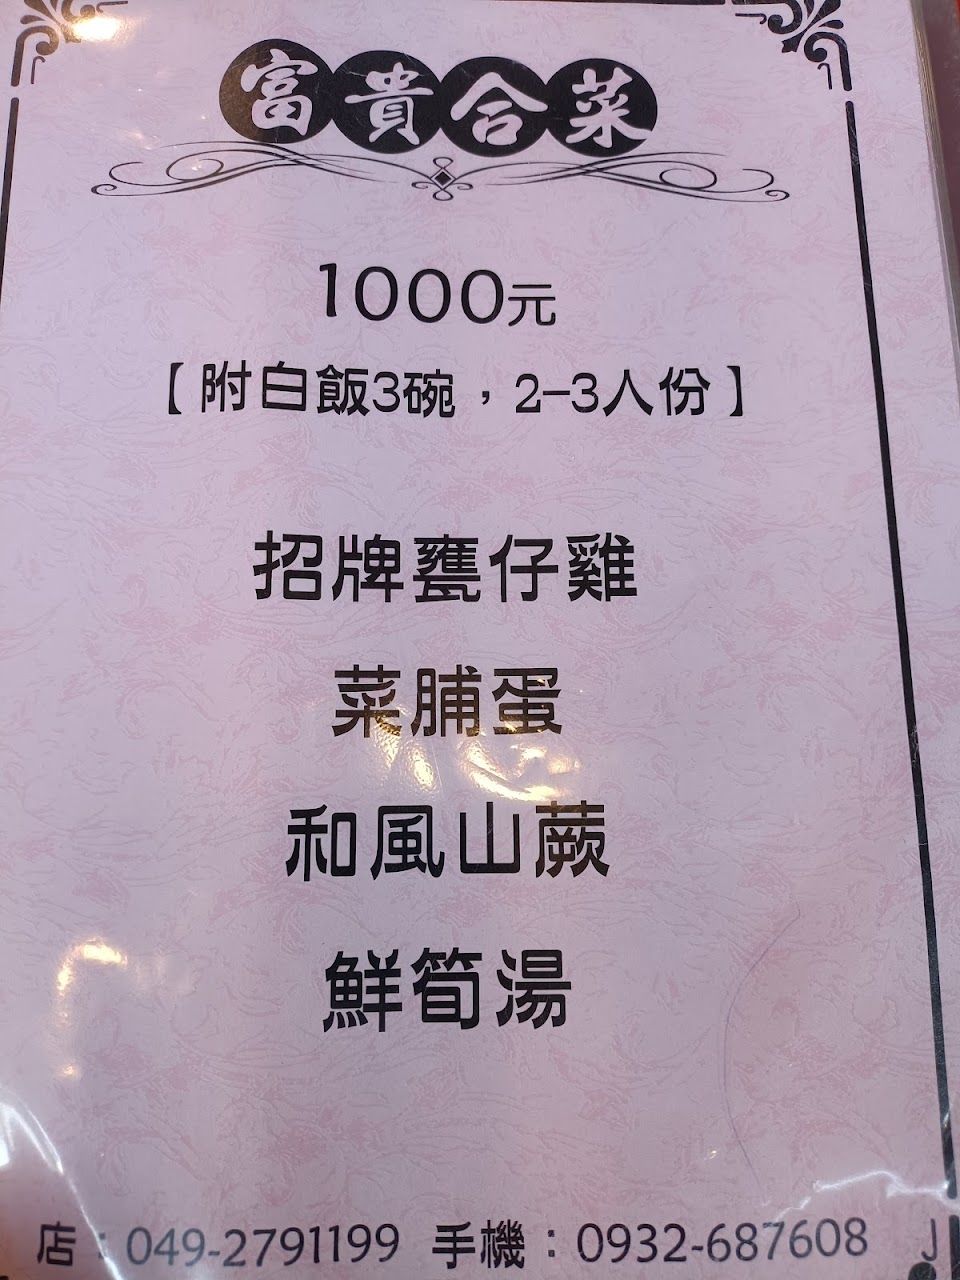 富貴合菜
1000元
【附白飯3碗，2-3人份】
招牌甕仔雞
菜脯蛋
和風山蕨
鮮筍湯
店：049-2791199 手機：0932-687608